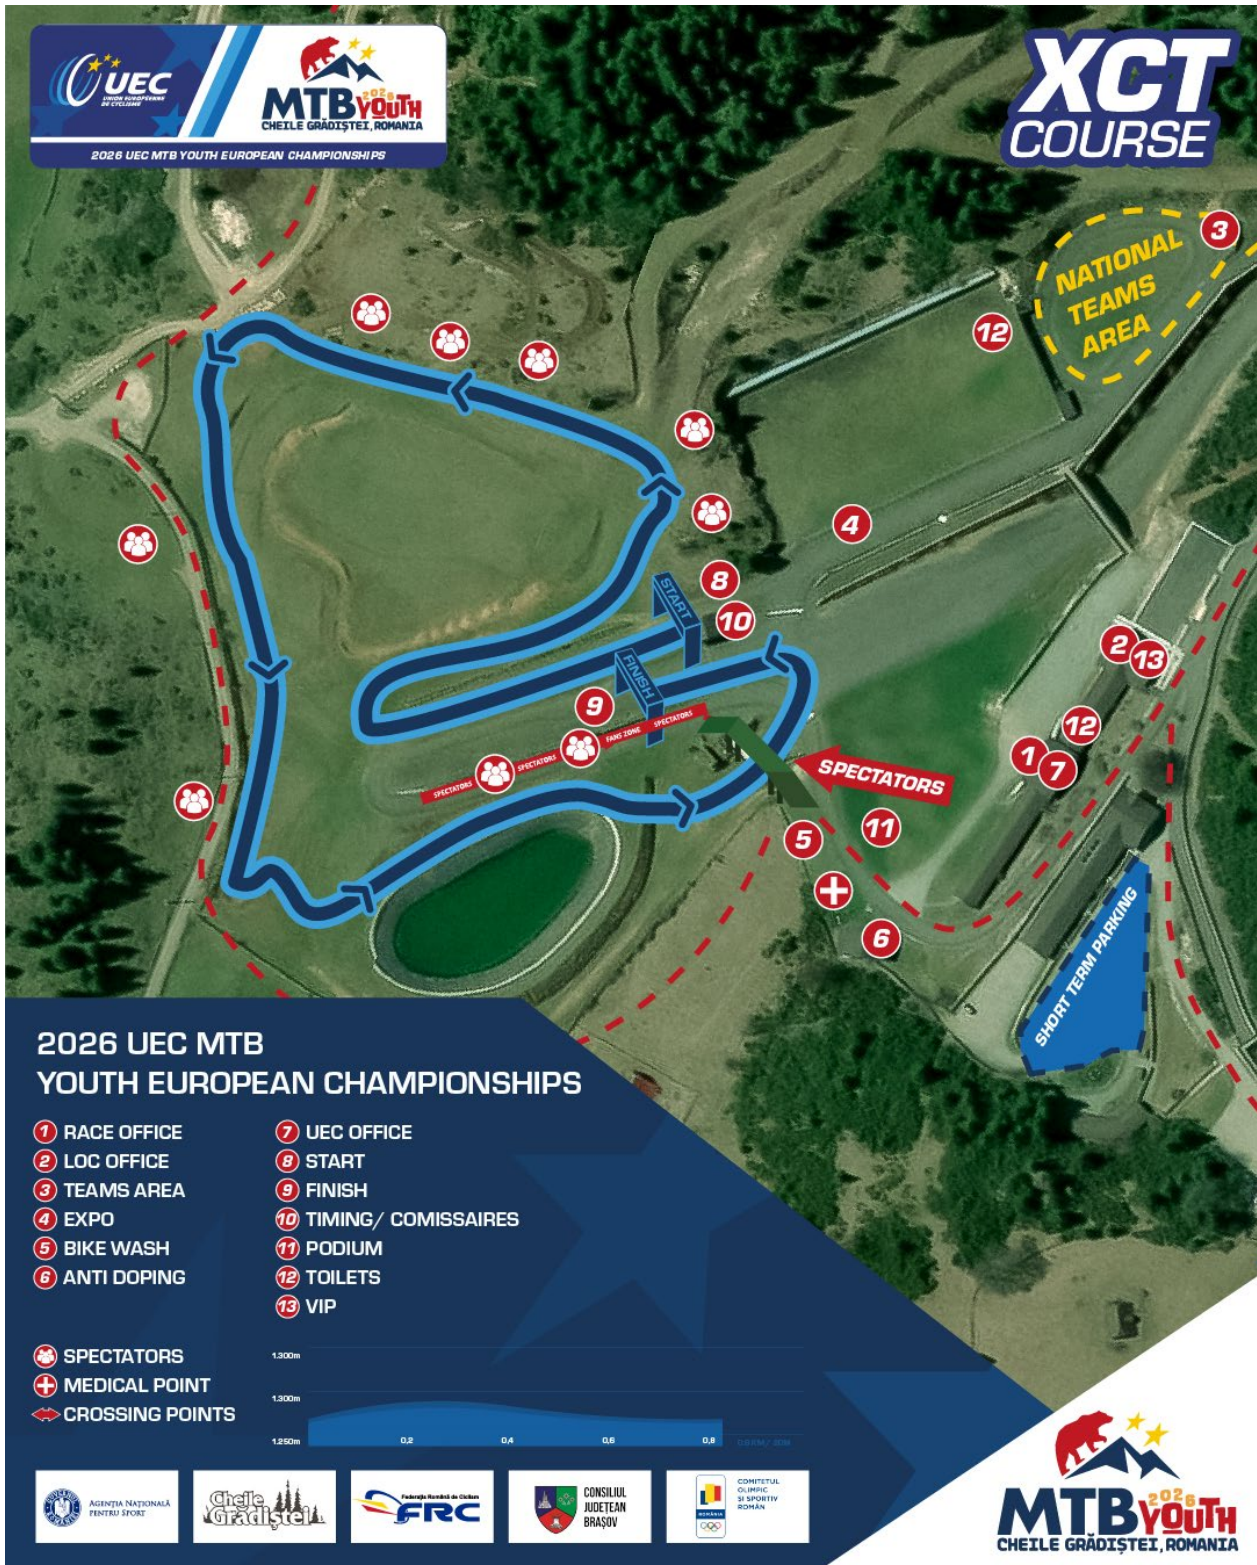 UEC
UNION EUROPÉENNE
DE CYCLISME
MTB YOUTH
2026
CHEILE GRĂDIȘTEI, ROMANIA
2026 UEC MTB YOUTH EUROPEAN CHAMPIONSHIPS
XCT
COURSE
3
NATIONAL
TEAMS
AREA
12
4
8
START
10
2
13
FINISH
9
SPECTATORS FANS ZONE SPECTATORS
SPECTATORS
12
1
7
SPECTATORS
11
5
6
SHORT TERM PARKING
2026 UEC MTB
YOUTH EUROPEAN CHAMPIONSHIPS
1 RACE OFFICE
2 LOC OFFICE
3 TEAMS AREA
4 EXPO
5 BIKE WASH
6 ANTI DOPING
7 UEC OFFICE
8 START
9 FINISH
10 TIMING/ COMISSAIRES
11 PODIUM
12 TOILETS
13 VIP
SPECTATORS
MEDICAL POINT
CROSSING POINTS
1.300m
1.300m
1.250m
0,2 0,4 0,6 0,8
AGENȚIA NAȚIONALĂ
PENTRU SPORT
Cheile
Grădiștei
Federația Română de Ciclism
FRC
CONSILIUL
JUDEȚEAN
BRAȘOV
ROMÂNIA
COMITETUL
OLIMPIC
ȘI SPORTIV
ROMÂN
MTB YOUTH
2026
CHEILE GRĂDIȘTEI, ROMANIA